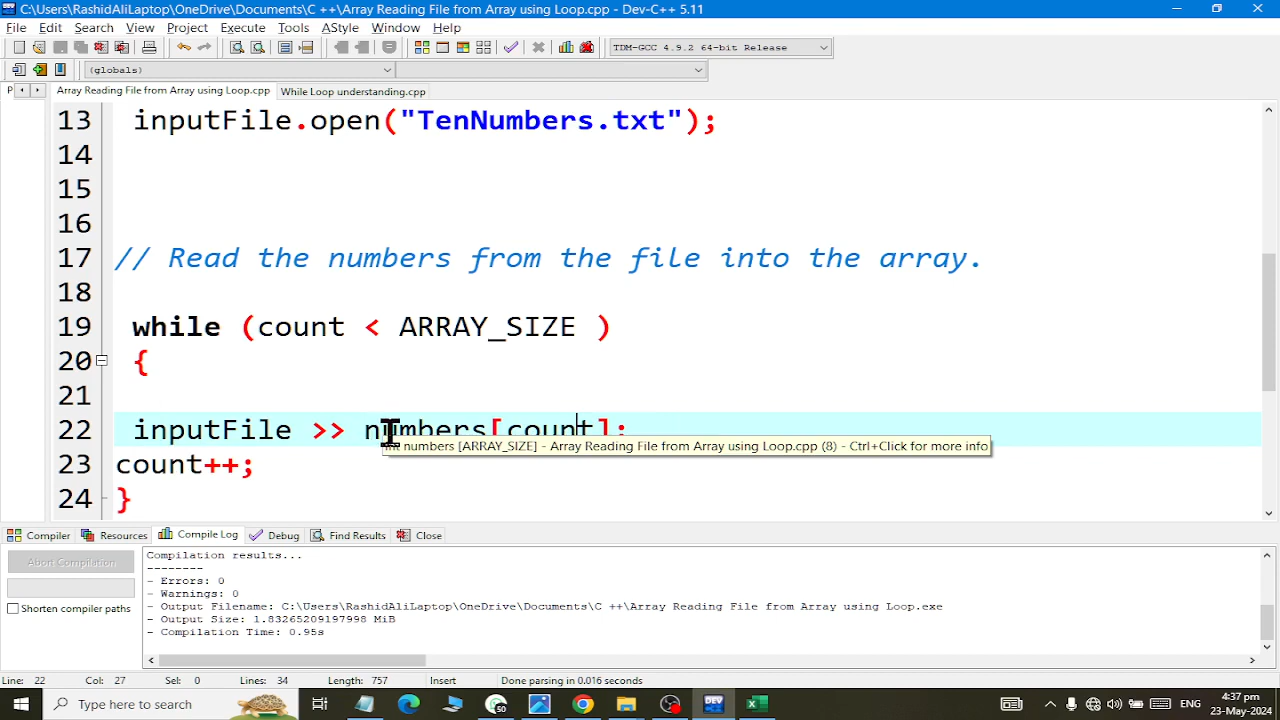 C:\Users\RashidAliLaptop\OneDrive\Documents\C ++\Array Reading File from Array using Loop.cpp - Dev-C++ 5.11
File Edit Search View Project Execute Tools AStyle Window Help
TDM-GCC 4.9.2 64-bit Release
(globals)
P Array Reading File from Array using Loop.cpp While Loop understanding.cpp
13 inputFile.open("TenNumbers.txt");
14
15
16
17 // Read the numbers from the file into the array.
18
19 while (count < ARRAY_SIZE )
20 {
21
22 inputFile >> numbers[count];
int numbers [ARRAY_SIZE] - Array Reading File from Array using Loop.cpp (8) - Ctrl+Click for more info
23 count++;
24 }
Compiler Resources Compile Log Debug Find Results Close
Abort Compilation
Shorten compiler paths
Compilation results...
--------
- Errors: 0
- Warnings: 0
- Output Filename: C:\Users\RashidAliLaptop\OneDrive\Documents\C ++\Array Reading File from Array using Loop.exe
- Output Size: 1.83265209197998 MiB
- Compilation Time: 0.95s
Line: 22 Col: 27 Sel: 0 Lines: 34 Length: 757 Insert Done parsing in 0.016 seconds
Type here to search
DEV
ENG
4:37 pm
23-May-2024